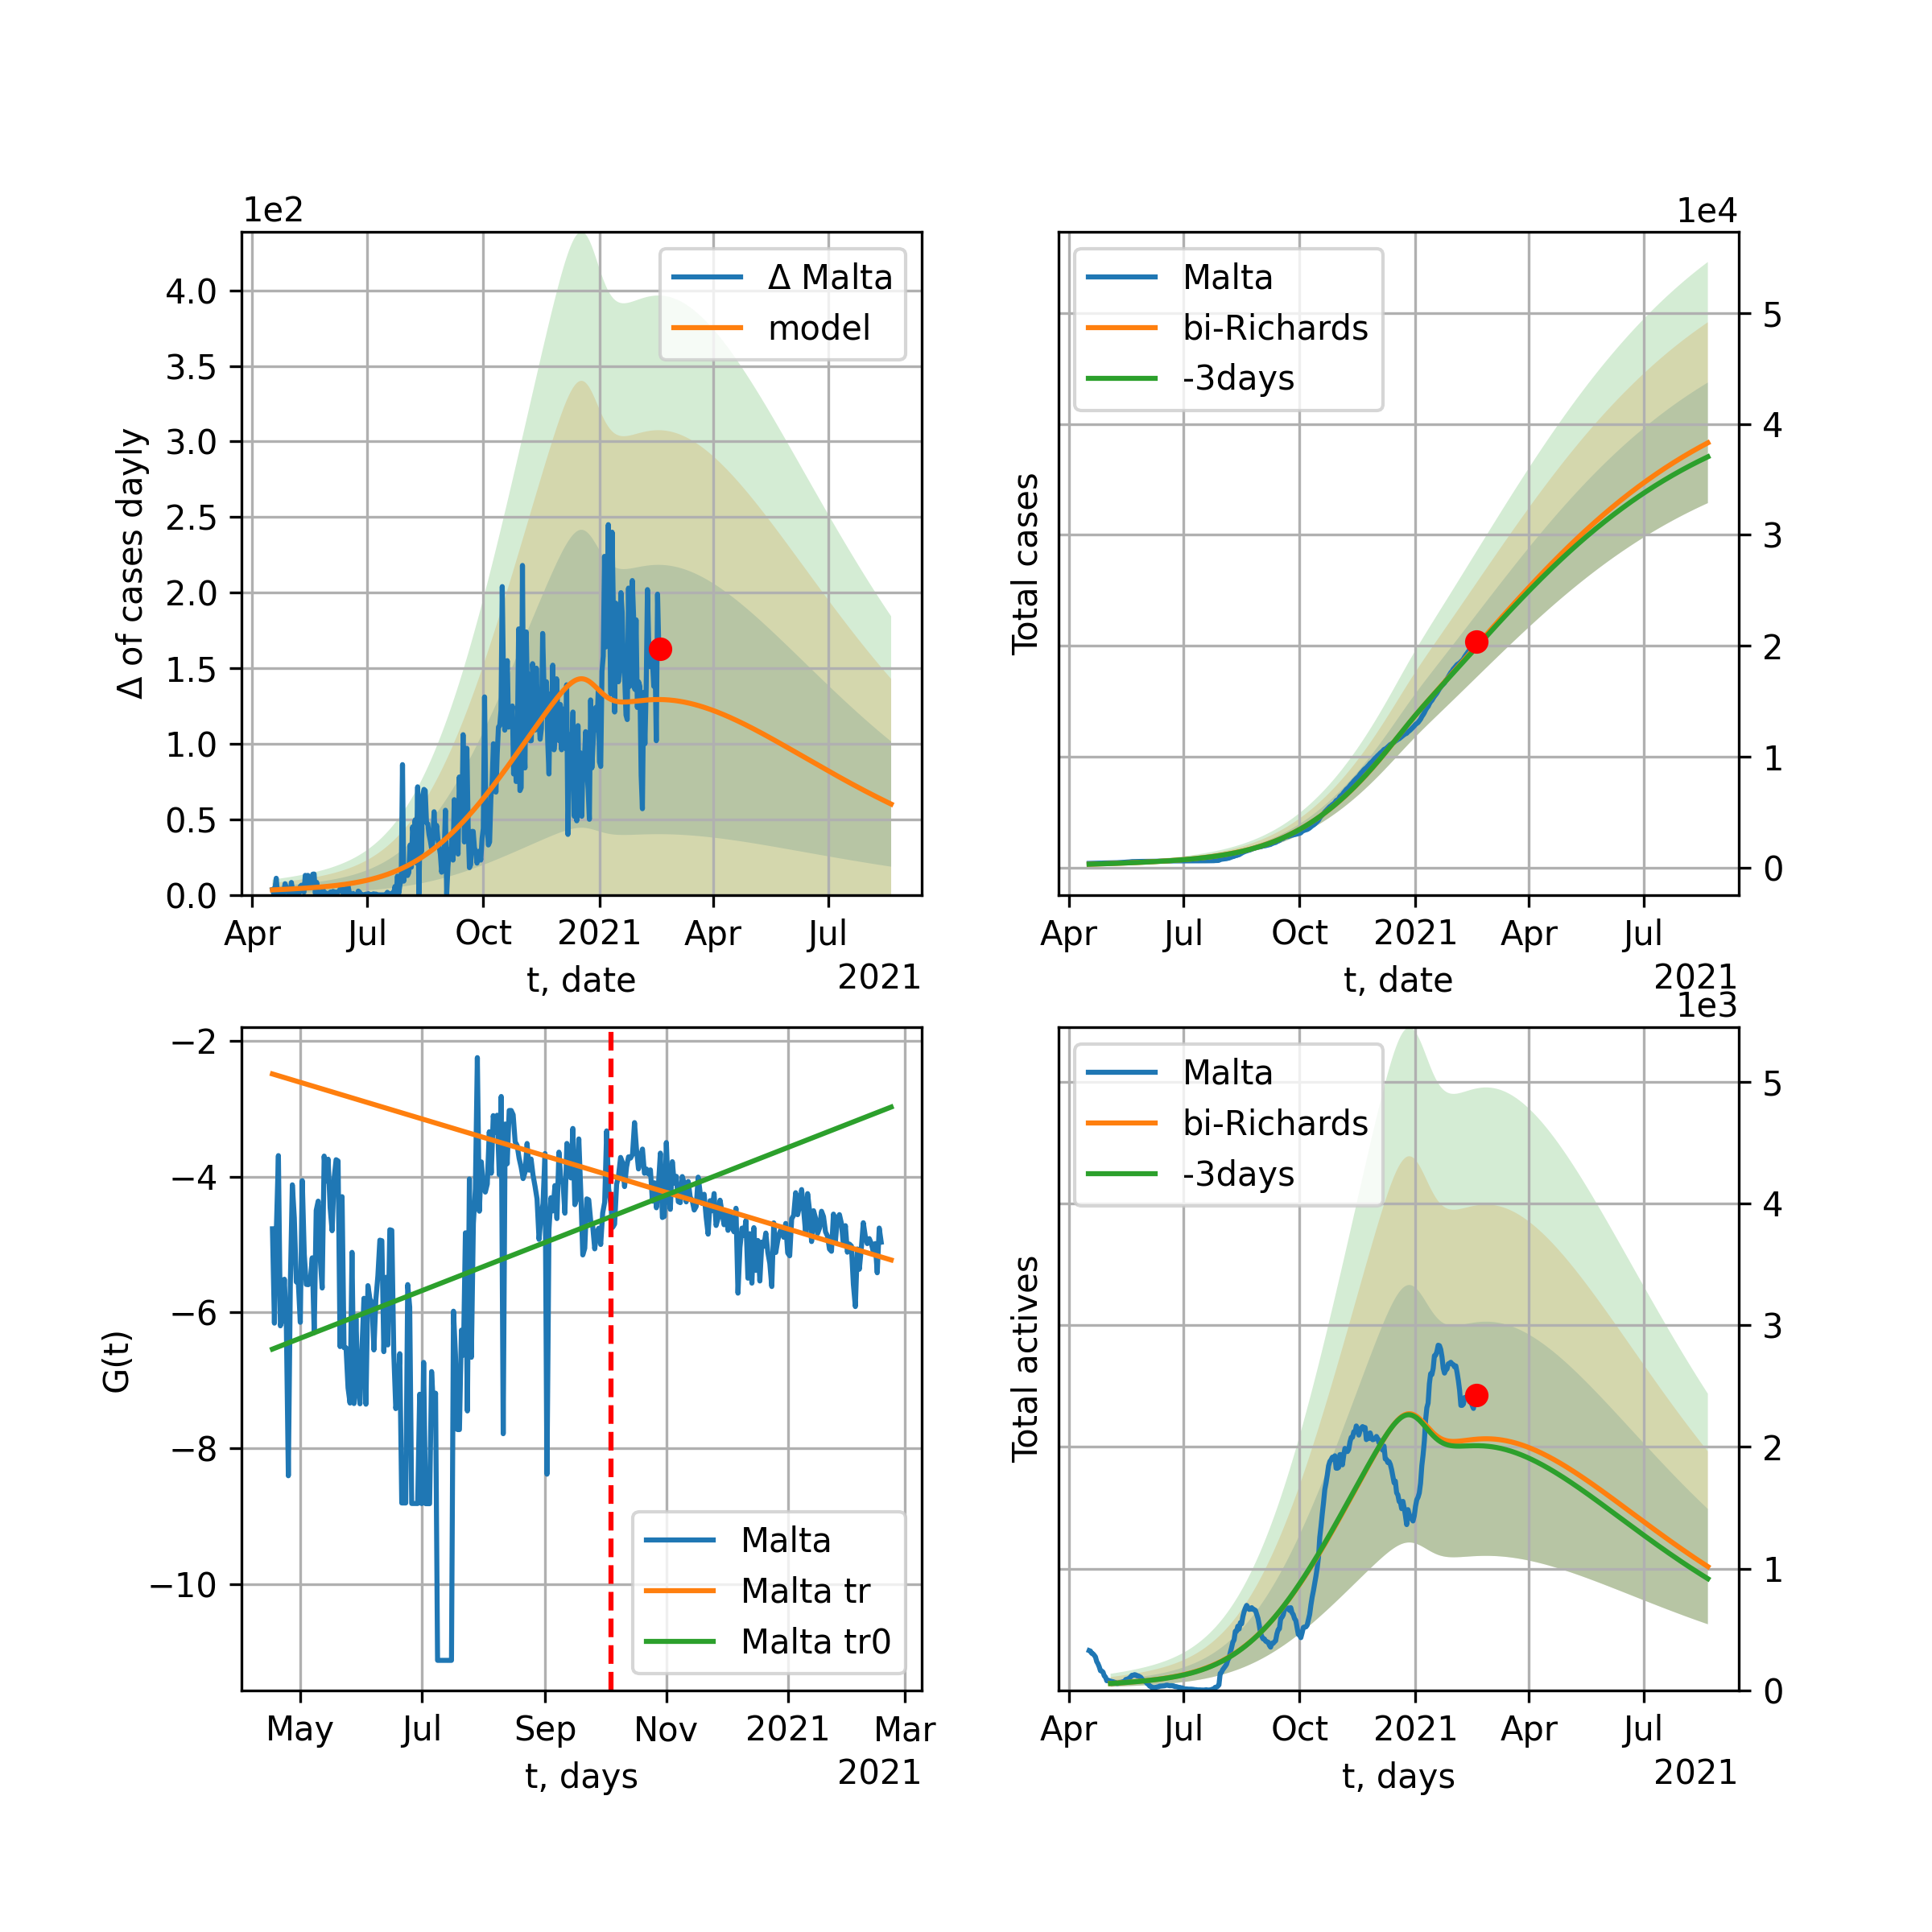 1e2
Δ of cases dayly
4.0
3.5
3.0
2.5
2.0
1.5
1.0
0.5
0.0
Δ Malta
model
Apr Jul Oct 2021 Apr Jul
t, date
2021
1e4
Total cases
Malta
bi-Richards
-3days
5
4
3
2
1
0
Apr Jul Oct 2021 Apr Jul
t, date
2021
G(t)
−2
−4
−6
−8
−10
Malta
Malta tr
Malta tr0
May Jul Sep Nov 2021 Mar
t, days
2021
1e3
Total actives
Malta
bi-Richards
-3days
5
4
3
2
1
0
Apr Jul Oct 2021 Apr Jul
t, days
2021